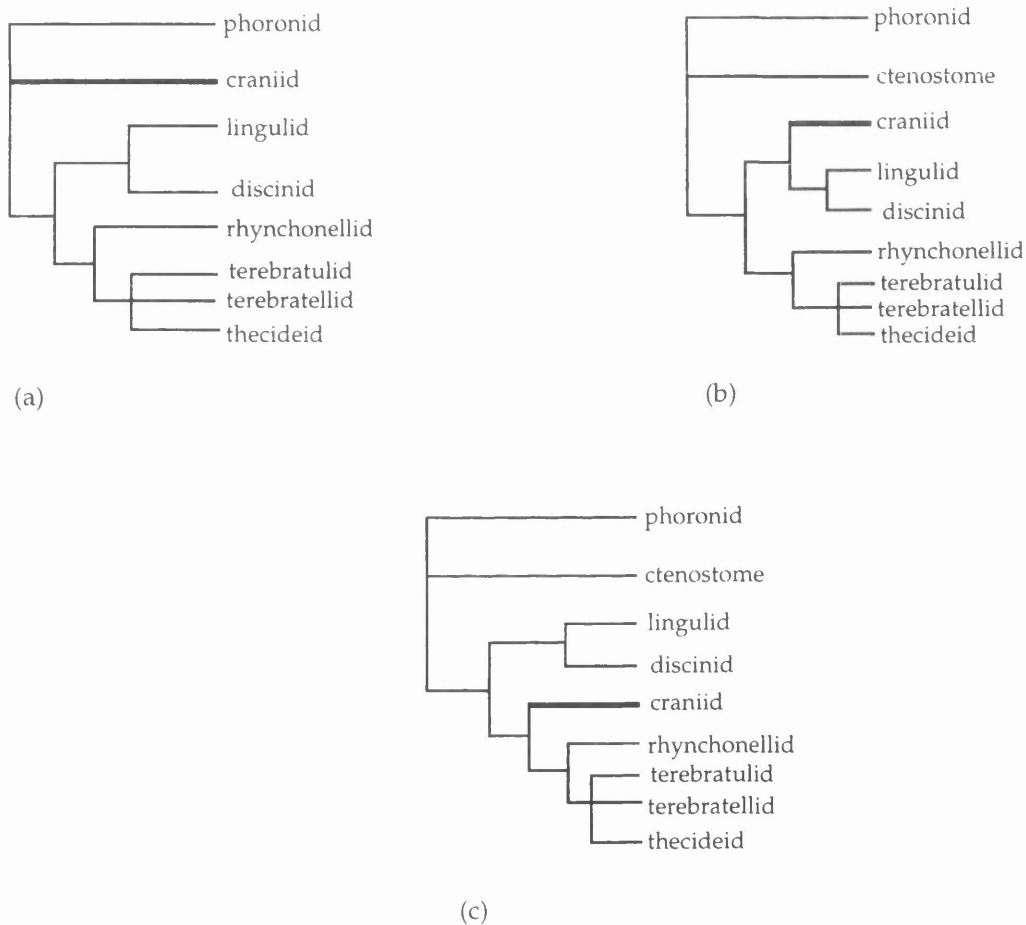 phoronid
craniid
lingulid
discinid
rhynchonellid
terebratulid
terebratellid
thecideid
(a)
phoronid
ctenostome
craniid
lingulid
discinid
rhynchonellid
terebratulid
terebratellid
thecideid
(b)
phoronid
ctenostome
lingulid
discinid
craniid
rhynchonellid
terebratulid
terebratellid
thecideid
(c)